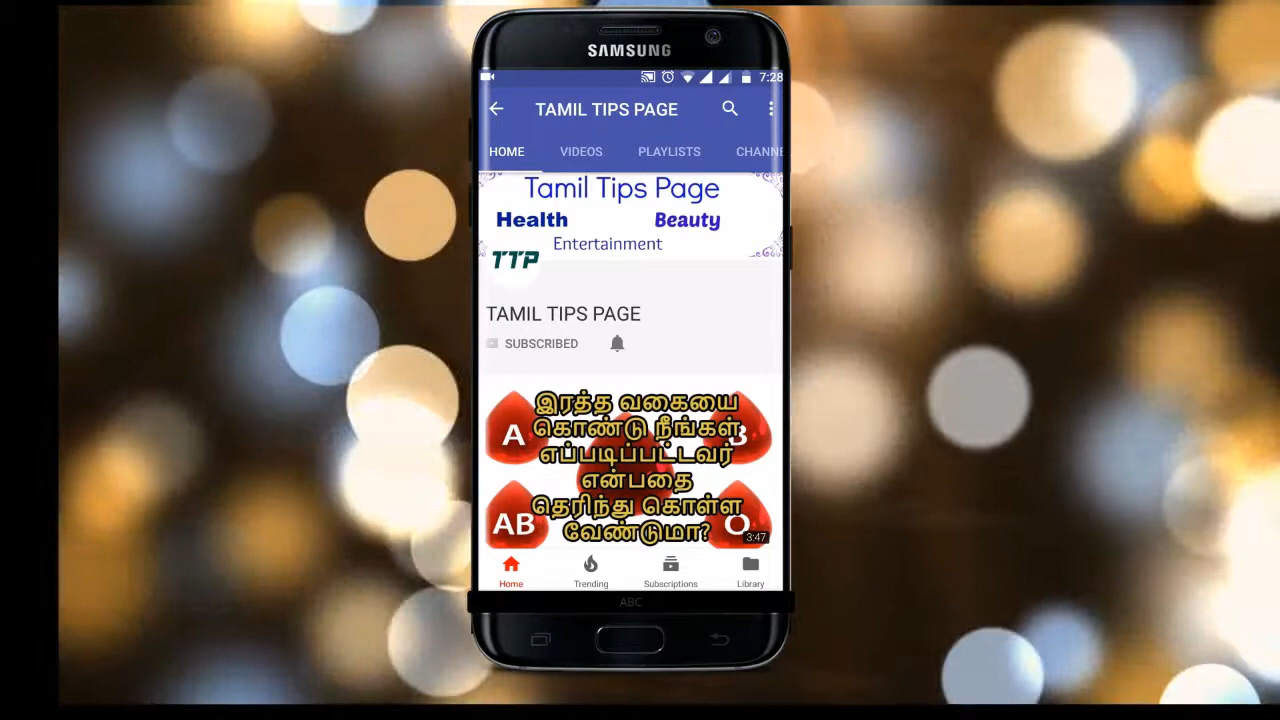 SAMSUNG
7:28
TAMIL TIPS PAGE
HOME VIDEOS PLAYLISTS CHANNE
Tamil Tips Page
Health Beauty
Entertainment
TTP
TAMIL TIPS PAGE
SUBSCRIBED
இரத்த வகையை
கொண்டு நீங்கள்
எப்படிப்பட்டவர்
என்பதை
தெரிந்து கொள்ள
வேண்டுமா?
A B
AB O
3:47
Home Trending Subscriptions Library
ABC